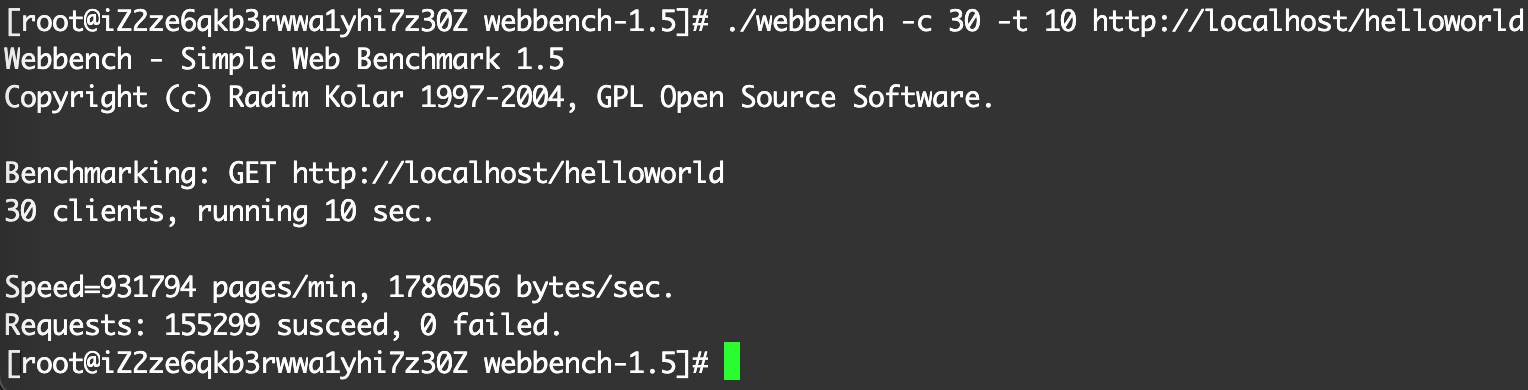 [root@iZ2ze6qkb3rwwa1yhi7z30Z webbench-1.5]# ./webbench -c 30 -t 10 http://localhost/helloworld
Webbench - Simple Web Benchmark 1.5
Copyright (c) Radim Kolar 1997-2004, GPL Open Source Software.
Benchmarking: GET http://localhost/helloworld
30 clients, running 10 sec.
Speed=931794 pages/min, 1786056 bytes/sec.
Requests: 155299 susceed, 0 failed.
[root@iZ2ze6qkb3rwwa1yhi7z30Z webbench-1.5]#